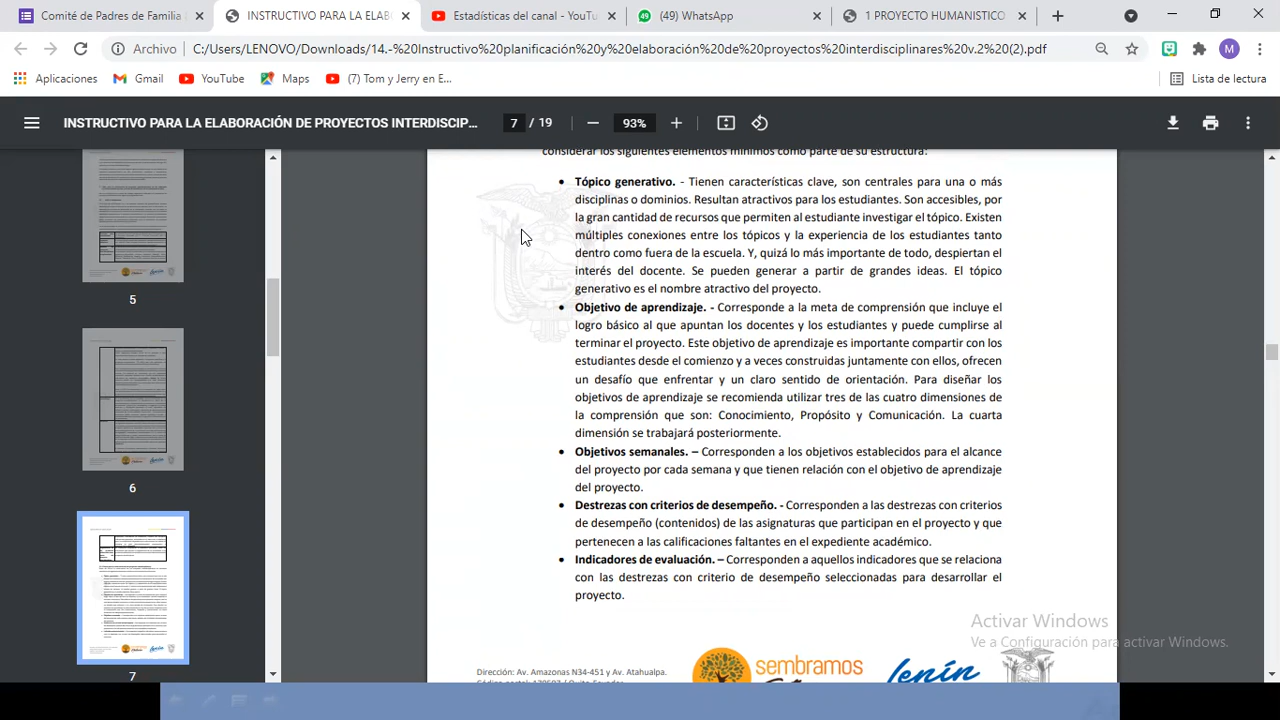 Comité de Padres de Familia
INSTRUCTIVO PARA LA ELAB
Estadísticas del canal - YouTu
(49) WhatsApp
1 PROYECTO HUMANISTICO
Archivo
C:/Users/LENOVO/Downloads/14.-%20Instructivo%20planificación%20y%20elaboración%20de%20proyectos%20interdisciplinares%20v.2%20(2).pdf
M
Aplicaciones
Gmail
YouTube
Maps
(7) Tom y Jerry en E...
Lista de lectura
INSTRUCTIVO PARA LA ELABORACIÓN DE PROYECTOS INTERDISCIP...
7 / 19
93%
considerar los siguientes elementos mínimos como parte de su estructura:
• Tópico generativo. - Tienen características clave, son centrales para una o más
disciplinas o dominios. Resultan atractivos para los estudiantes. Son accesibles, por
la gran cantidad de recursos que permiten al estudiante investigar el tópico. Existen
múltiples conexiones entre los tópicos y la experiencia de los estudiantes tanto
dentro como fuera de la escuela. Y, quizá lo más importante de todo, despiertan el
interés del docente. Se pueden generar a partir de grandes ideas. El tópico
generativo es el nombre atractivo del proyecto.
• Objetivo de aprendizaje. - Corresponde a la meta de comprensión que incluye el
logro básico al que apuntan los docentes y los estudiantes y puede cumplirse al
terminar el proyecto. Este objetivo de aprendizaje es importante compartir con los
estudiantes desde el comienzo y a veces construidas juntamente con ellos, ofrecen
un desafío que enfrentar y un claro sentido de orientación. Para diseñar los
objetivos de aprendizaje se recomienda utilizar tres de las cuatro dimensiones de
la comprensión que son: Conocimiento, Propósito y Comunicación. La cuarta
dimensión se trabajará posteriormente.
• Objetivos semanales. – Corresponden a los objetivos establecidos para el alcance
del proyecto por cada semana y que tienen relación con el objetivo de aprendizaje
del proyecto.
• Destrezas con criterios de desempeño. - Corresponden a las destrezas con criterios
de desempeño (contenidos) de las asignaturas que participan en el proyecto y que
pertenecen a las calificaciones faltantes en el expediente académico.
• Indicadores de evaluación. – Corresponden a aquellos indicadores que se relaciona
con las destrezas con criterio de desempeño seleccionadas para desarrollar el
proyecto.
5
6
7
Activar Windows
Ve a Configuración para activar Windows.
Dirección: Av. Amazonas N34-451 y Av. Atahualpa.
sembramos
Lenín